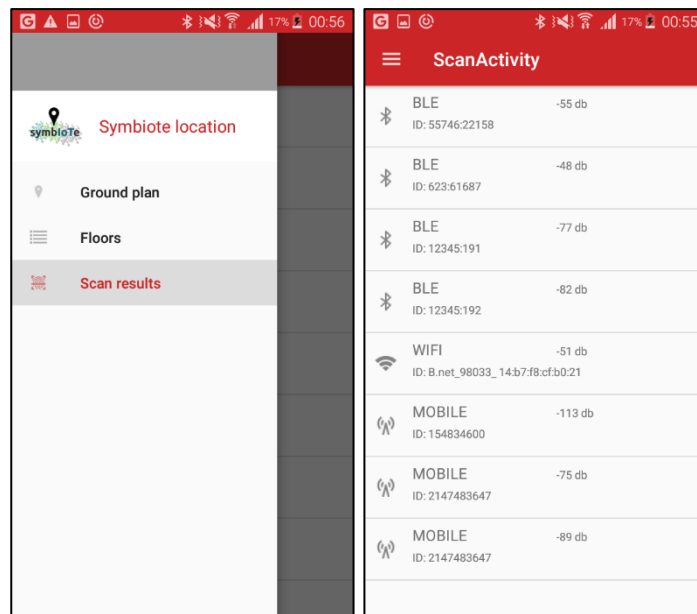 17% 00:56
symbIoTe
Symbiote location
Ground plan
Floors
Scan results
17% 00:55
ScanActivity
BLE -55 db
ID: 55746:22158
BLE -48 db
ID: 623:61687
BLE -77 db
ID: 12345:191
BLE -82 db
ID: 12345:192
WIFI -51 db
ID: B.net_98033_ 14:b7:f8:cf:b0:21
MOBILE -113 db
ID: 154834600
MOBILE -75 db
ID: 2147483647
MOBILE -89 db
ID: 2147483647